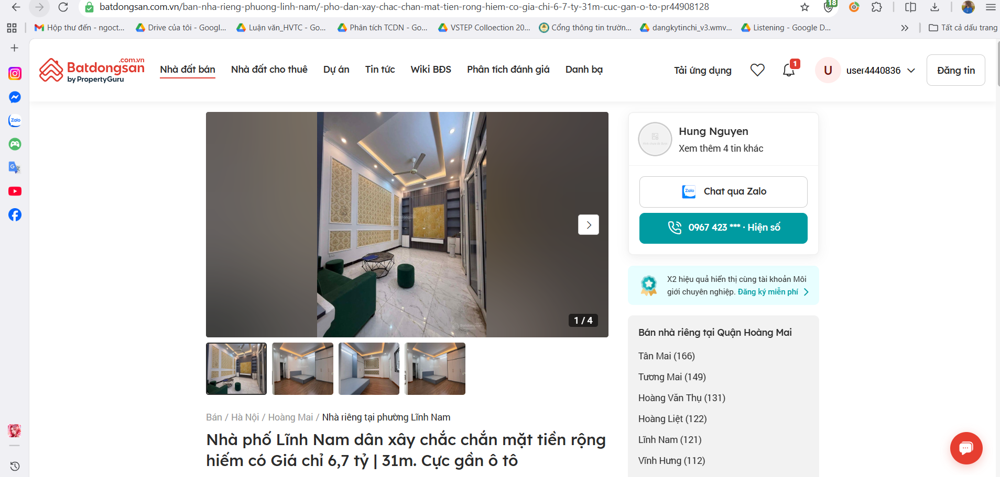 batdongsan.com.vn/ban-nha-rieng-phuong-linh-nam/-pho-dan-xay-chac-chan-mat-tien-rong-hiem-co-gia-chi-6-7-ty-31m-cuc-gan-o-to-pr44908128
18
Hộp thư đến - ngoct...
Drive của tôi - Googl...
Luận văn_HVTC - Go...
Phân tích TCDN - Go...
VSTEP Colloection 20...
Cổng thông tin trườn...
dangkytinchi_v3.wmv...
Listening - Google D...
Tất cả dấu trang
Batdongsan
.com.vn
by PropertyGuru
Nhà đất bán
Nhà đất cho thuê
Dự án
Tin tức
Wiki BĐS
Phân tích đánh giá
Danh bạ
Tải ứng dụng
1
U
user4440836
Đăng tin
Zalo
Batdongsan
Batdongsan
1 / 4
Hung Nguyen
Xem thêm 4 tin khác
Zalo
Chat qua Zalo
0967 423 *** · Hiện số
X2 hiệu quả hiển thị cùng tài khoản Môi
giới chuyên nghiệp. Đăng ký miễn phí
Bán nhà riêng tại Quận Hoàng Mai
Tân Mai (166)
Tương Mai (149)
Hoàng Văn Thụ (131)
Hoàng Liệt (122)
Lĩnh Nam (121)
Vĩnh Hưng (112)
Bán / Hà Nội / Hoàng Mai / Nhà riêng tại phường Lĩnh Nam
Nhà phố Lĩnh Nam dân xây chắc chắn mặt tiền rộng
hiếm có Giá chỉ 6,7 tỷ | 31m. Cực gần ô tô